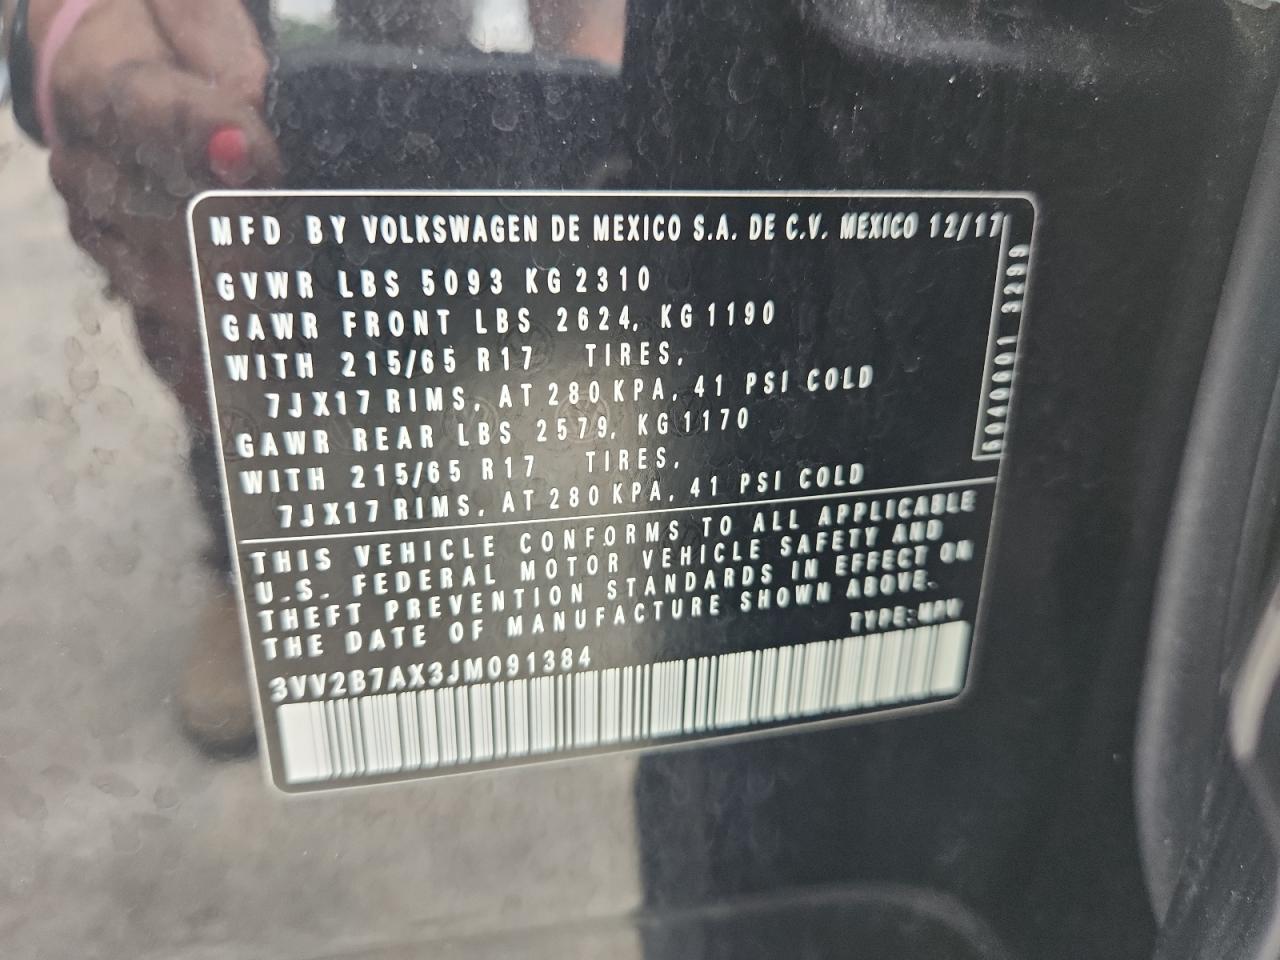 MFD BY VOLKSWAGEN DE MEXICO S.A. DE C.V. MEXICO 12/17
GVWR LBS 5093 KG 2310
GAWR FRONT LBS 2624, KG 1190
WITH 215/65 R17 TIRES,
7JX17 RIMS, AT 280 KPA, 41 PSI COLD
GAWR REAR LBS 2579, KG 1170
WITH 215/65 R17 TIRES,
7JX17 RIMS, AT 280 KPA, 41 PSI COLD
THIS VEHICLE CONFORMS TO ALL APPLICABLE
U.S. FEDERAL MOTOR VEHICLE SAFETY AND
THEFT PREVENTION STANDARDS IN EFFECT ON
THE DATE OF MANUFACTURE SHOWN ABOVE.
TYPE: MPV
3VV2B7AX3JM091384
3299